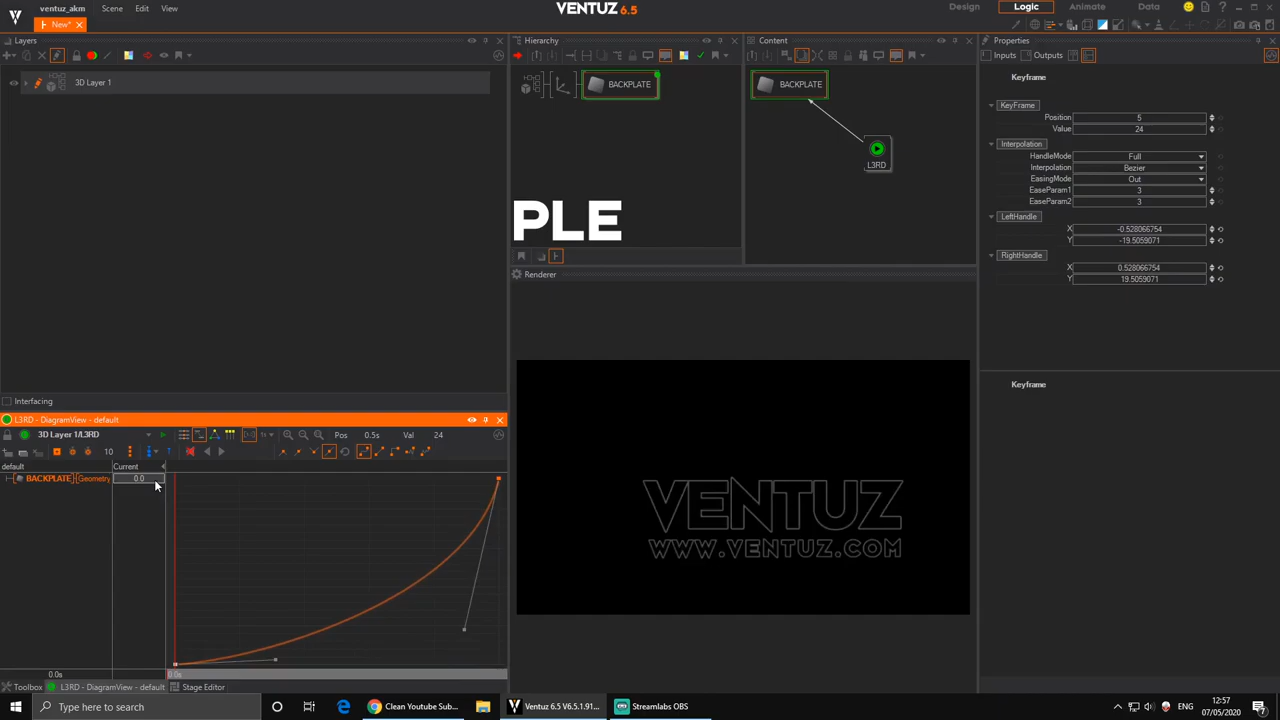 ventuz_akm
Scene
Edit
View
VENTUZ 6.5
Design
Logic
Animate
Data
New*
Layers
3D Layer 1
Interfacing
Hierarchy
BACKPLATE
PLE
Content
BACKPLATE
L3RD
Renderer
VENTUZ
WWW.VENTUZ.COM
Properties
Inputs
Outputs
Keyframe
KeyFrame
Position 5
Value 24
Interpolation
HandleMode Full
Interpolation Bezier
EasingMode Out
EaseParam1 3
EaseParam2 3
LeftHandle
X -0.528066754
Y -19.5059071
RightHandle
X 0.528066754
Y 19.5059071
Keyframe
L3RD - DiagramView - default
3D Layer 1/L3RD
Pos 0.5s Val 24
10
default Current
BACKPLATE Geometry 0.0
0.0s 0.0s
Toolbox
L3RD - DiagramView - default
Stage Editor
Type here to search
Clean Youtube Sub...
Ventuz 6.5 V6.5.1.91...
Streamlabs OBS
ENG
12:57
07/05/2020